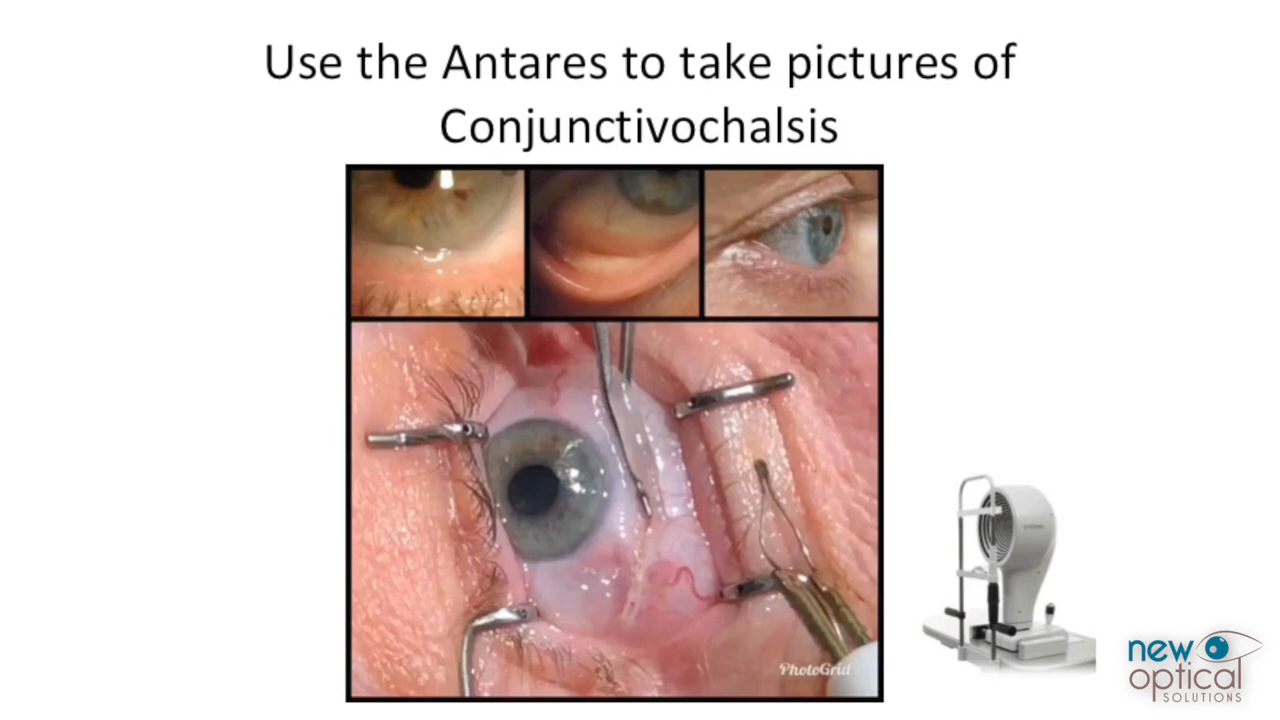 Use the Antares to take pictures of
Conjunctivochalsis
PhotoGrid
new
optical
SOLUTIONS